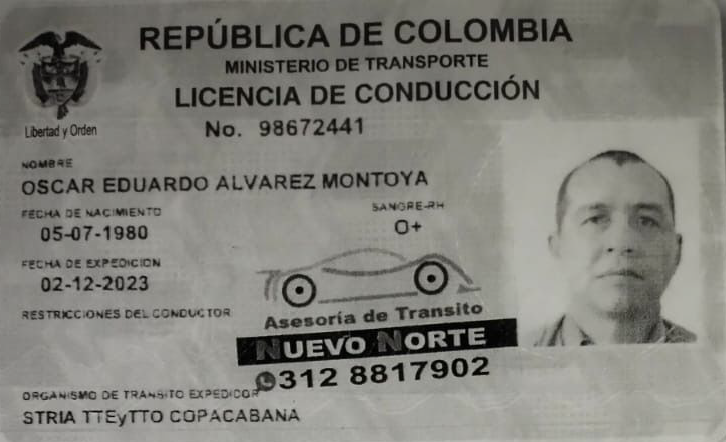 REPÚBLICA DE COLOMBIA
MINISTERIO DE TRANSPORTE
LICENCIA DE CONDUCCIÓN
Libertad y Orden
No. 98672441
NOMBRE
OSCAR EDUARDO ALVAREZ MONTOYA
FECHA DE NACIMIENTO
SANGRE-RH
05-07-1980
O+
FECHA DE EXPEDICION
02-12-2023
RESTRICCIONES DEL CONDUCTOR
Asesoría de Transito
NUEVO NORTE
312 8817902
ORGANISMO DE TRANSITO EXPEDIDOR
STRIA TTEyTTO COPACABANA